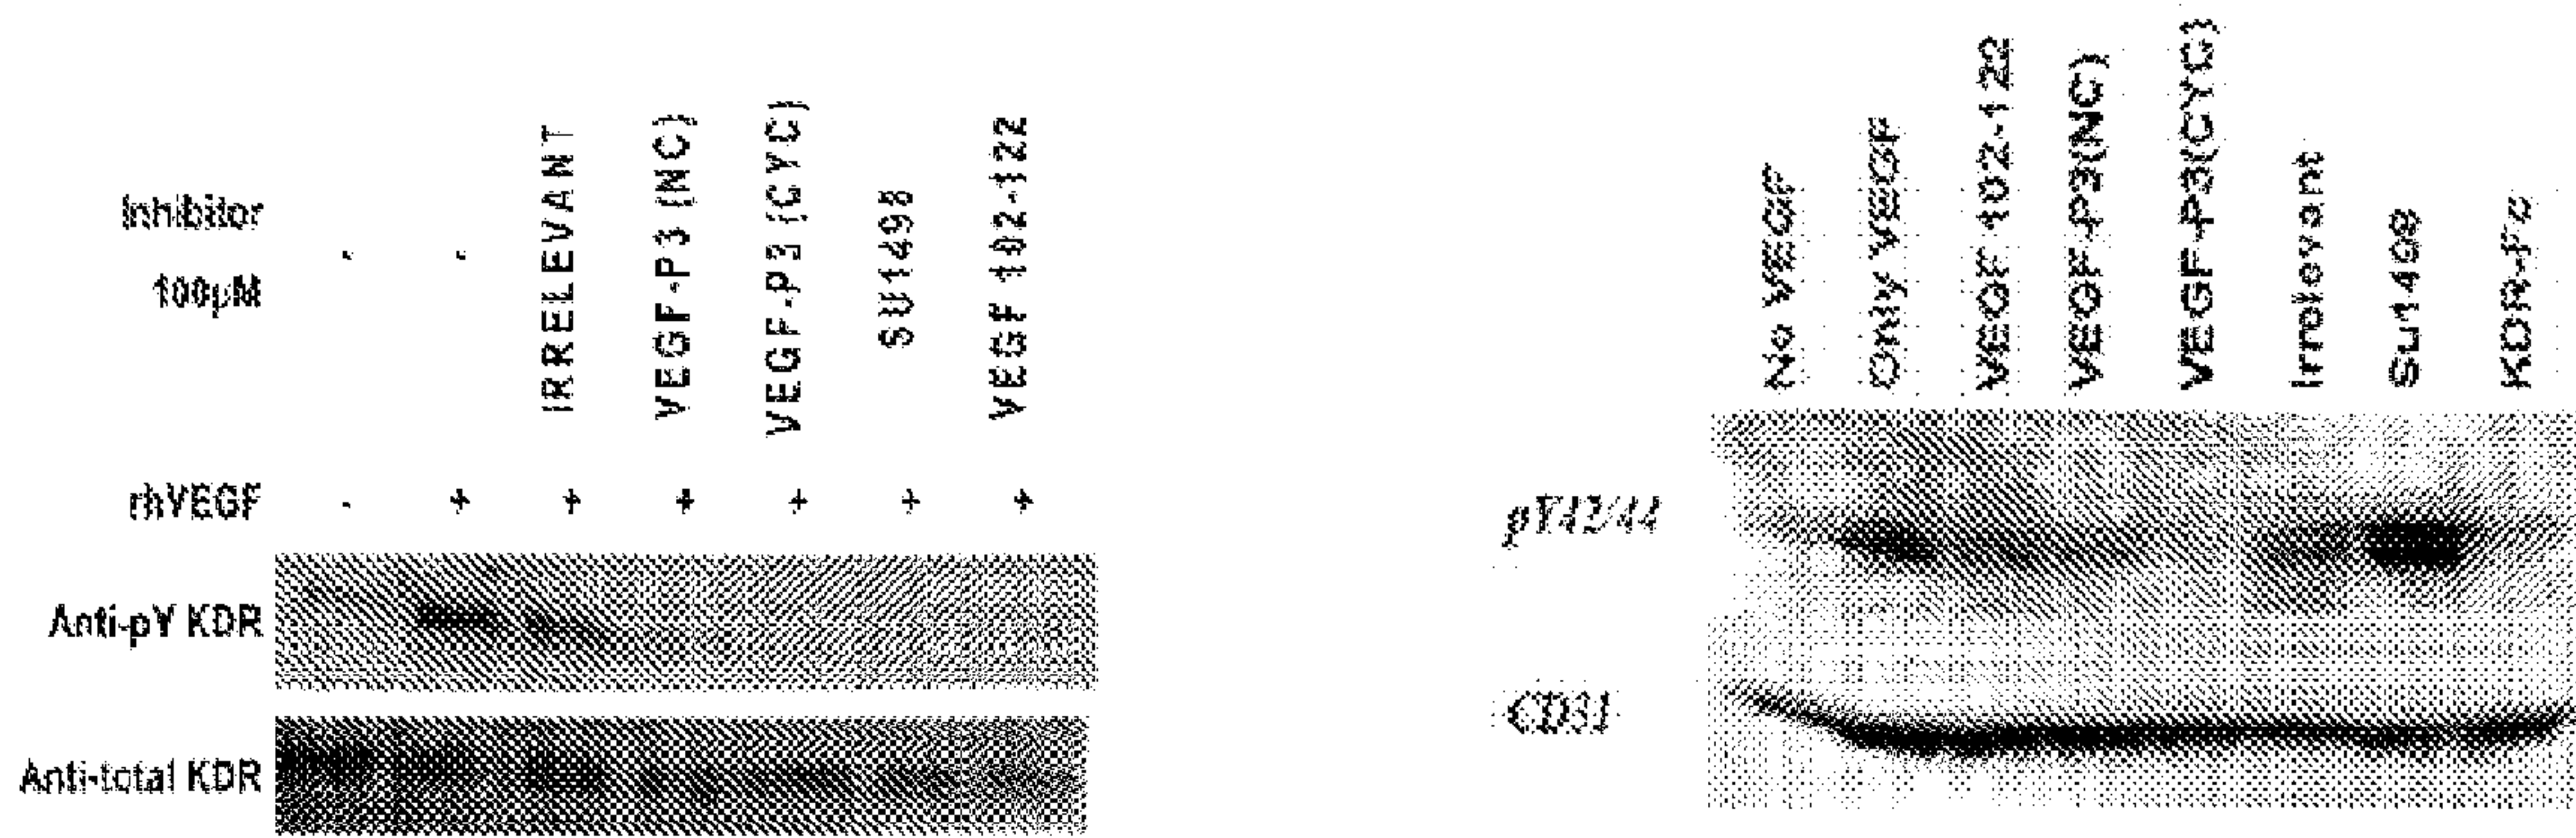 Inhibitor
100µM
- -
IRRELEVANT
VEGF-P3 (NC)
VEGF-P3 (CYC)
SU1498
VEGF 102-122
rhVEGF - + + + + + +
Anti-pY KDR
Anti-total KDR
No VEGF
Only VEGF
VEGF 102-122
VEGF-P3(NC)
VEGF-P3(CYC)
Irrelevant
Su1498
KDR-Fc
pT42/44
CD31